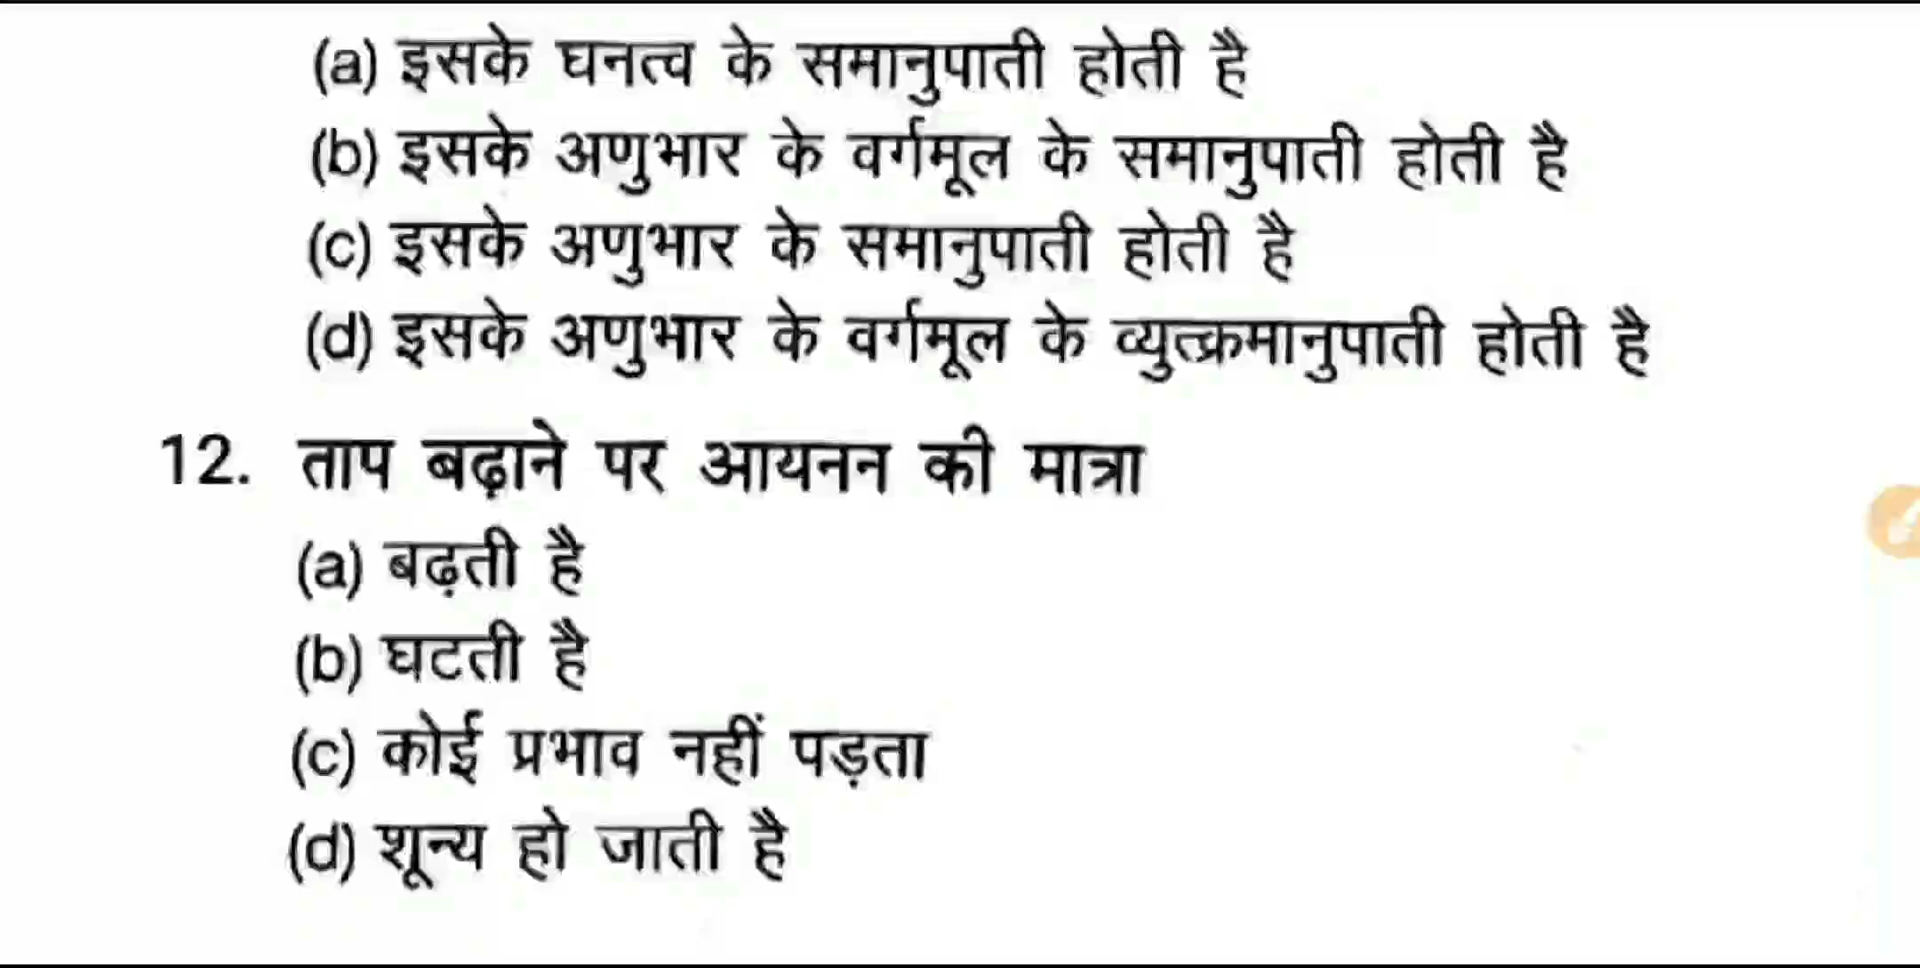 (a) इसके घनत्व के समानुपाती होती है
(b) इसके अणुभार के वर्गमूल के समानुपाती होती है
(c) इसके अणुभार के समानुपाती होती है
(d) इसके अणुभार के वर्गमूल के व्युत्क्रमानुपाती होती है
12. ताप बढ़ाने पर आयनन की मात्रा
(a) बढ़ती है
(b) घटती है
(c) कोई प्रभाव नहीं पड़ता
(d) शून्य हो जाती है